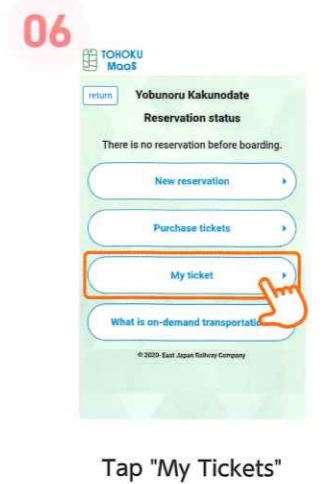 06
TOHOKU
MaaS
return
Yobunoru Kakunodate
Reservation status
There is no reservation before boarding.
New reservation
Purchase tickets
My ticket
What is on-demand transportatio
© 2020- East Japan Railway Company
Tap "My Tickets"